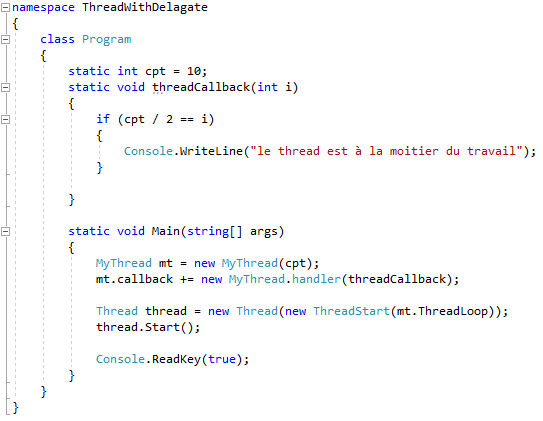 namespace ThreadWithDelagate
{
    class Program
    {
        static int cpt = 10;
        static void threadCallback(int i)
        {
            if (cpt / 2 == i)
            {
                Console.WriteLine("le thread est à la moitier du travail");
            }

        }

        static void Main(string[] args)
        {
            MyThread mt = new MyThread(cpt);
            mt.callback += new MyThread.handler(threadCallback);

            Thread thread = new Thread(new ThreadStart(mt.ThreadLoop));
            thread.Start();

            Console.ReadKey(true);
        }
    }
}